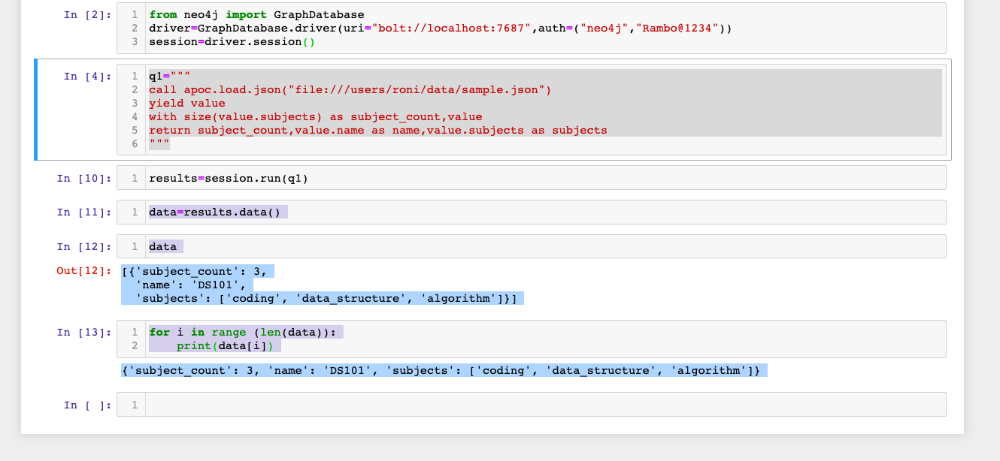 In [2]:
1 from neo4j import GraphDatabase
2 driver=GraphDatabase.driver(uri="bolt://localhost:7687",auth=("neo4j","Rambo@1234"))
3 session=driver.session()
In [4]:
1 q1="""
2 call apoc.load.json("file:///users/roni/data/sample.json")
3 yield value
4 with size(value.subjects) as subject_count,value
5 return subject_count,value.name as name,value.subjects as subjects
6 """
In [10]:
1 results=session.run(q1)
In [11]:
1 data=results.data()
In [12]:
1 data
Out[12]:
[{'subject_count': 3,
  'name': 'DS101',
  'subjects': ['coding', 'data_structure', 'algorithm']}]
In [13]:
1 for i in range (len(data)):
2     print(data[i])
{'subject_count': 3, 'name': 'DS101', 'subjects': ['coding', 'data_structure', 'algorithm']}
In [ ]:
1